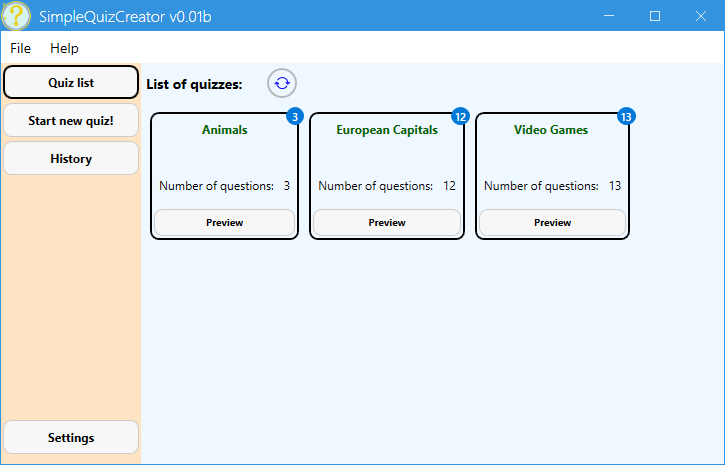 SimpleQuizCreator v0.01b
File Help
Quiz list
Start new quiz!
History
Settings
List of quizzes:
3
Animals
Number of questions: 3
Preview
12
European Capitals
Number of questions: 12
Preview
13
Video Games
Number of questions: 13
Preview